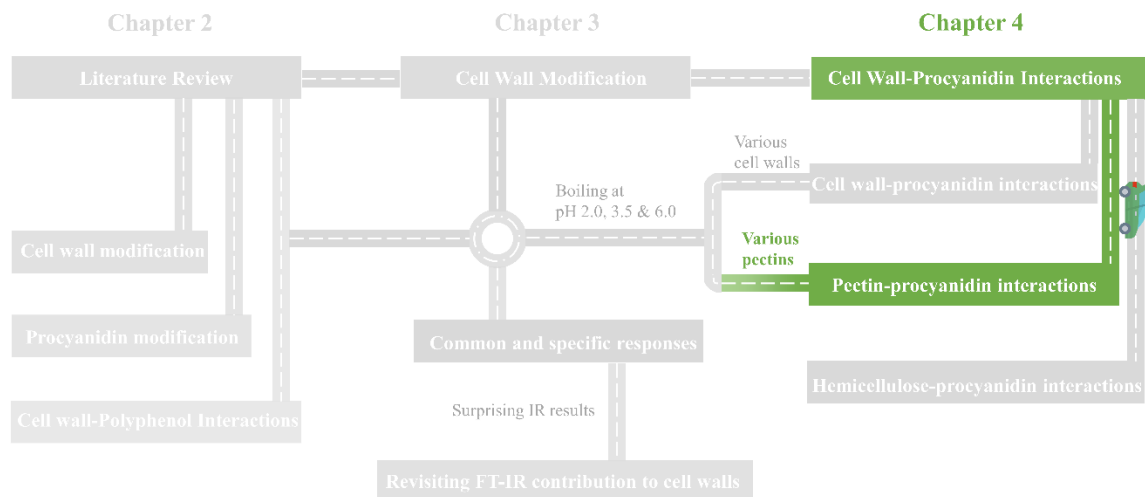 Chapter 2
Chapter 3
Chapter 4
Literature Review
Cell Wall Modification
Cell Wall-Procyanidin Interactions
Various
cell walls
Cell wall-procyanidin interactions
Boiling at
pH 2.0, 3.5 & 6.0
Cell wall modification
Various
pectins
Pectin-procyanidin interactions
Procyanidin modification
Common and specific responses
Hemicellulose-procyanidin interactions
Cell wall-Polyphenol Interactions
Surprising IR results
Revisiting FT-IR contribution to cell walls